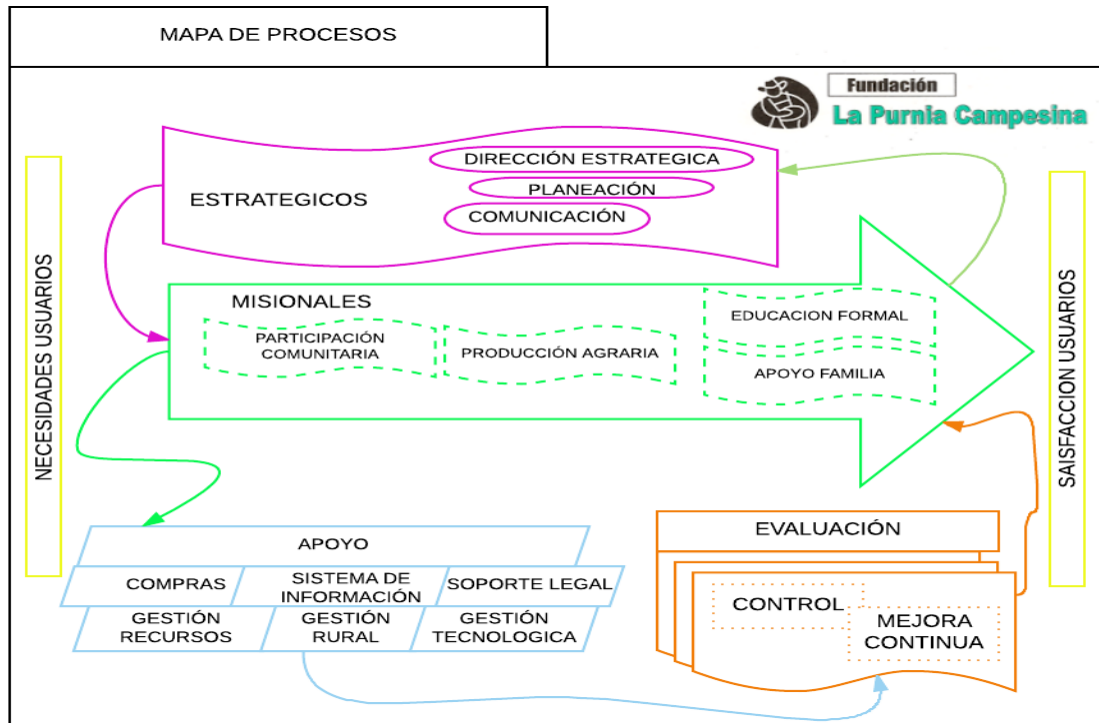 MAPA DE PROCESOS
Fundación
La Purnia Campesina
DIRECCIÓN ESTRATEGICA
PLANEACIÓN
ESTRATEGICOS
COMUNICACIÓN
NECESIDADES USUARIOS
SAISFACCION USUARIOS
MISIONALES
EDUCACION FORMAL
PARTICIPACIÓN
COMUNITARIA
PRODUCCIÓN AGRARIA
APOYO FAMILIA
APOYO
COMPRAS
SISTEMA DE
INFORMACIÓN
SOPORTE LEGAL
GESTIÓN
RECURSOS
GESTIÓN
RURAL
GESTIÓN
TECNOLOGICA
EVALUACIÓN
CONTROL
MEJORA
CONTINUA